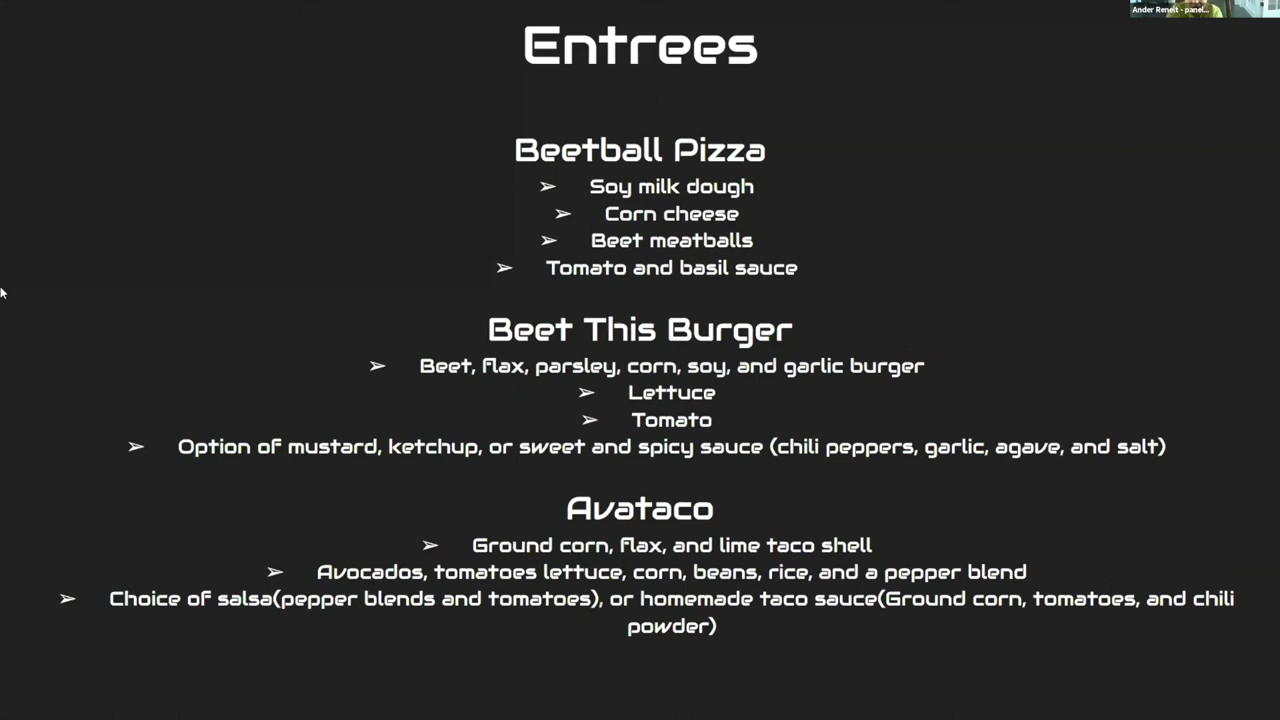 Ander Renelt - panel...
Entrees
Beetball Pizza
➢ Soy milk dough
➢ Corn cheese
➢ Beet meatballs
➢ Tomato and basil sauce
Beet This Burger
➢ Beet, flax, parsley, corn, soy, and garlic burger
➢ Lettuce
➢ Tomato
➢ Option of mustard, ketchup, or sweet and spicy sauce (chili peppers, garlic, agave, and salt)
Avataco
➢ Ground corn, flax, and lime taco shell
➢ Avocados, tomatoes lettuce, corn, beans, rice, and a pepper blend
➢ Choice of salsa(pepper blends and tomatoes), or homemade taco sauce(Ground corn, tomatoes, and chili
powder)